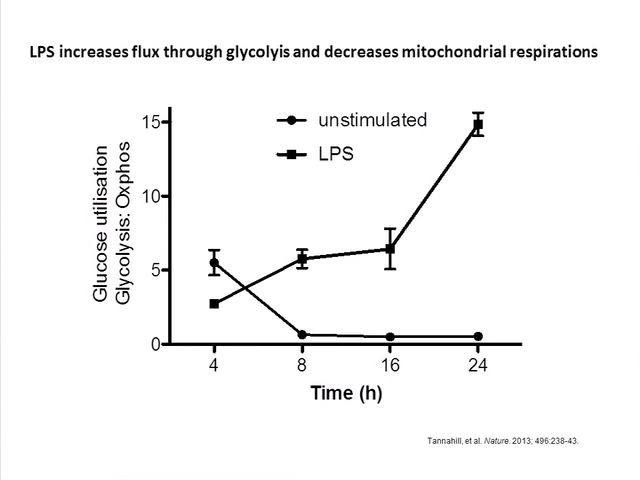 LPS increases flux through glycolyis and decreases mitochondrial respirations
unstimulated
LPS
Glucose utilisation
Glycolysis: Oxphos
15
10
5
0
4 8 16 24
Time (h)
Tannahill, et al. Nature. 2013; 496:238-43.